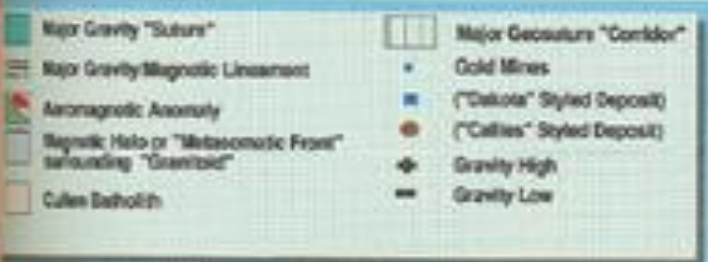 Major Gravity "Suture"
Major Gravity/Magnetic Lineament
Aeromagnetic Anomaly
Magnetic Halo or "Metasomatic Front"
surrounding "Granitoid"
Cullen Batholith
Major Geosuture "Corridor"
Gold Mines
("Dakota" Styled Deposit)
("Callies" Styled Deposit)
Gravity High
Gravity Low